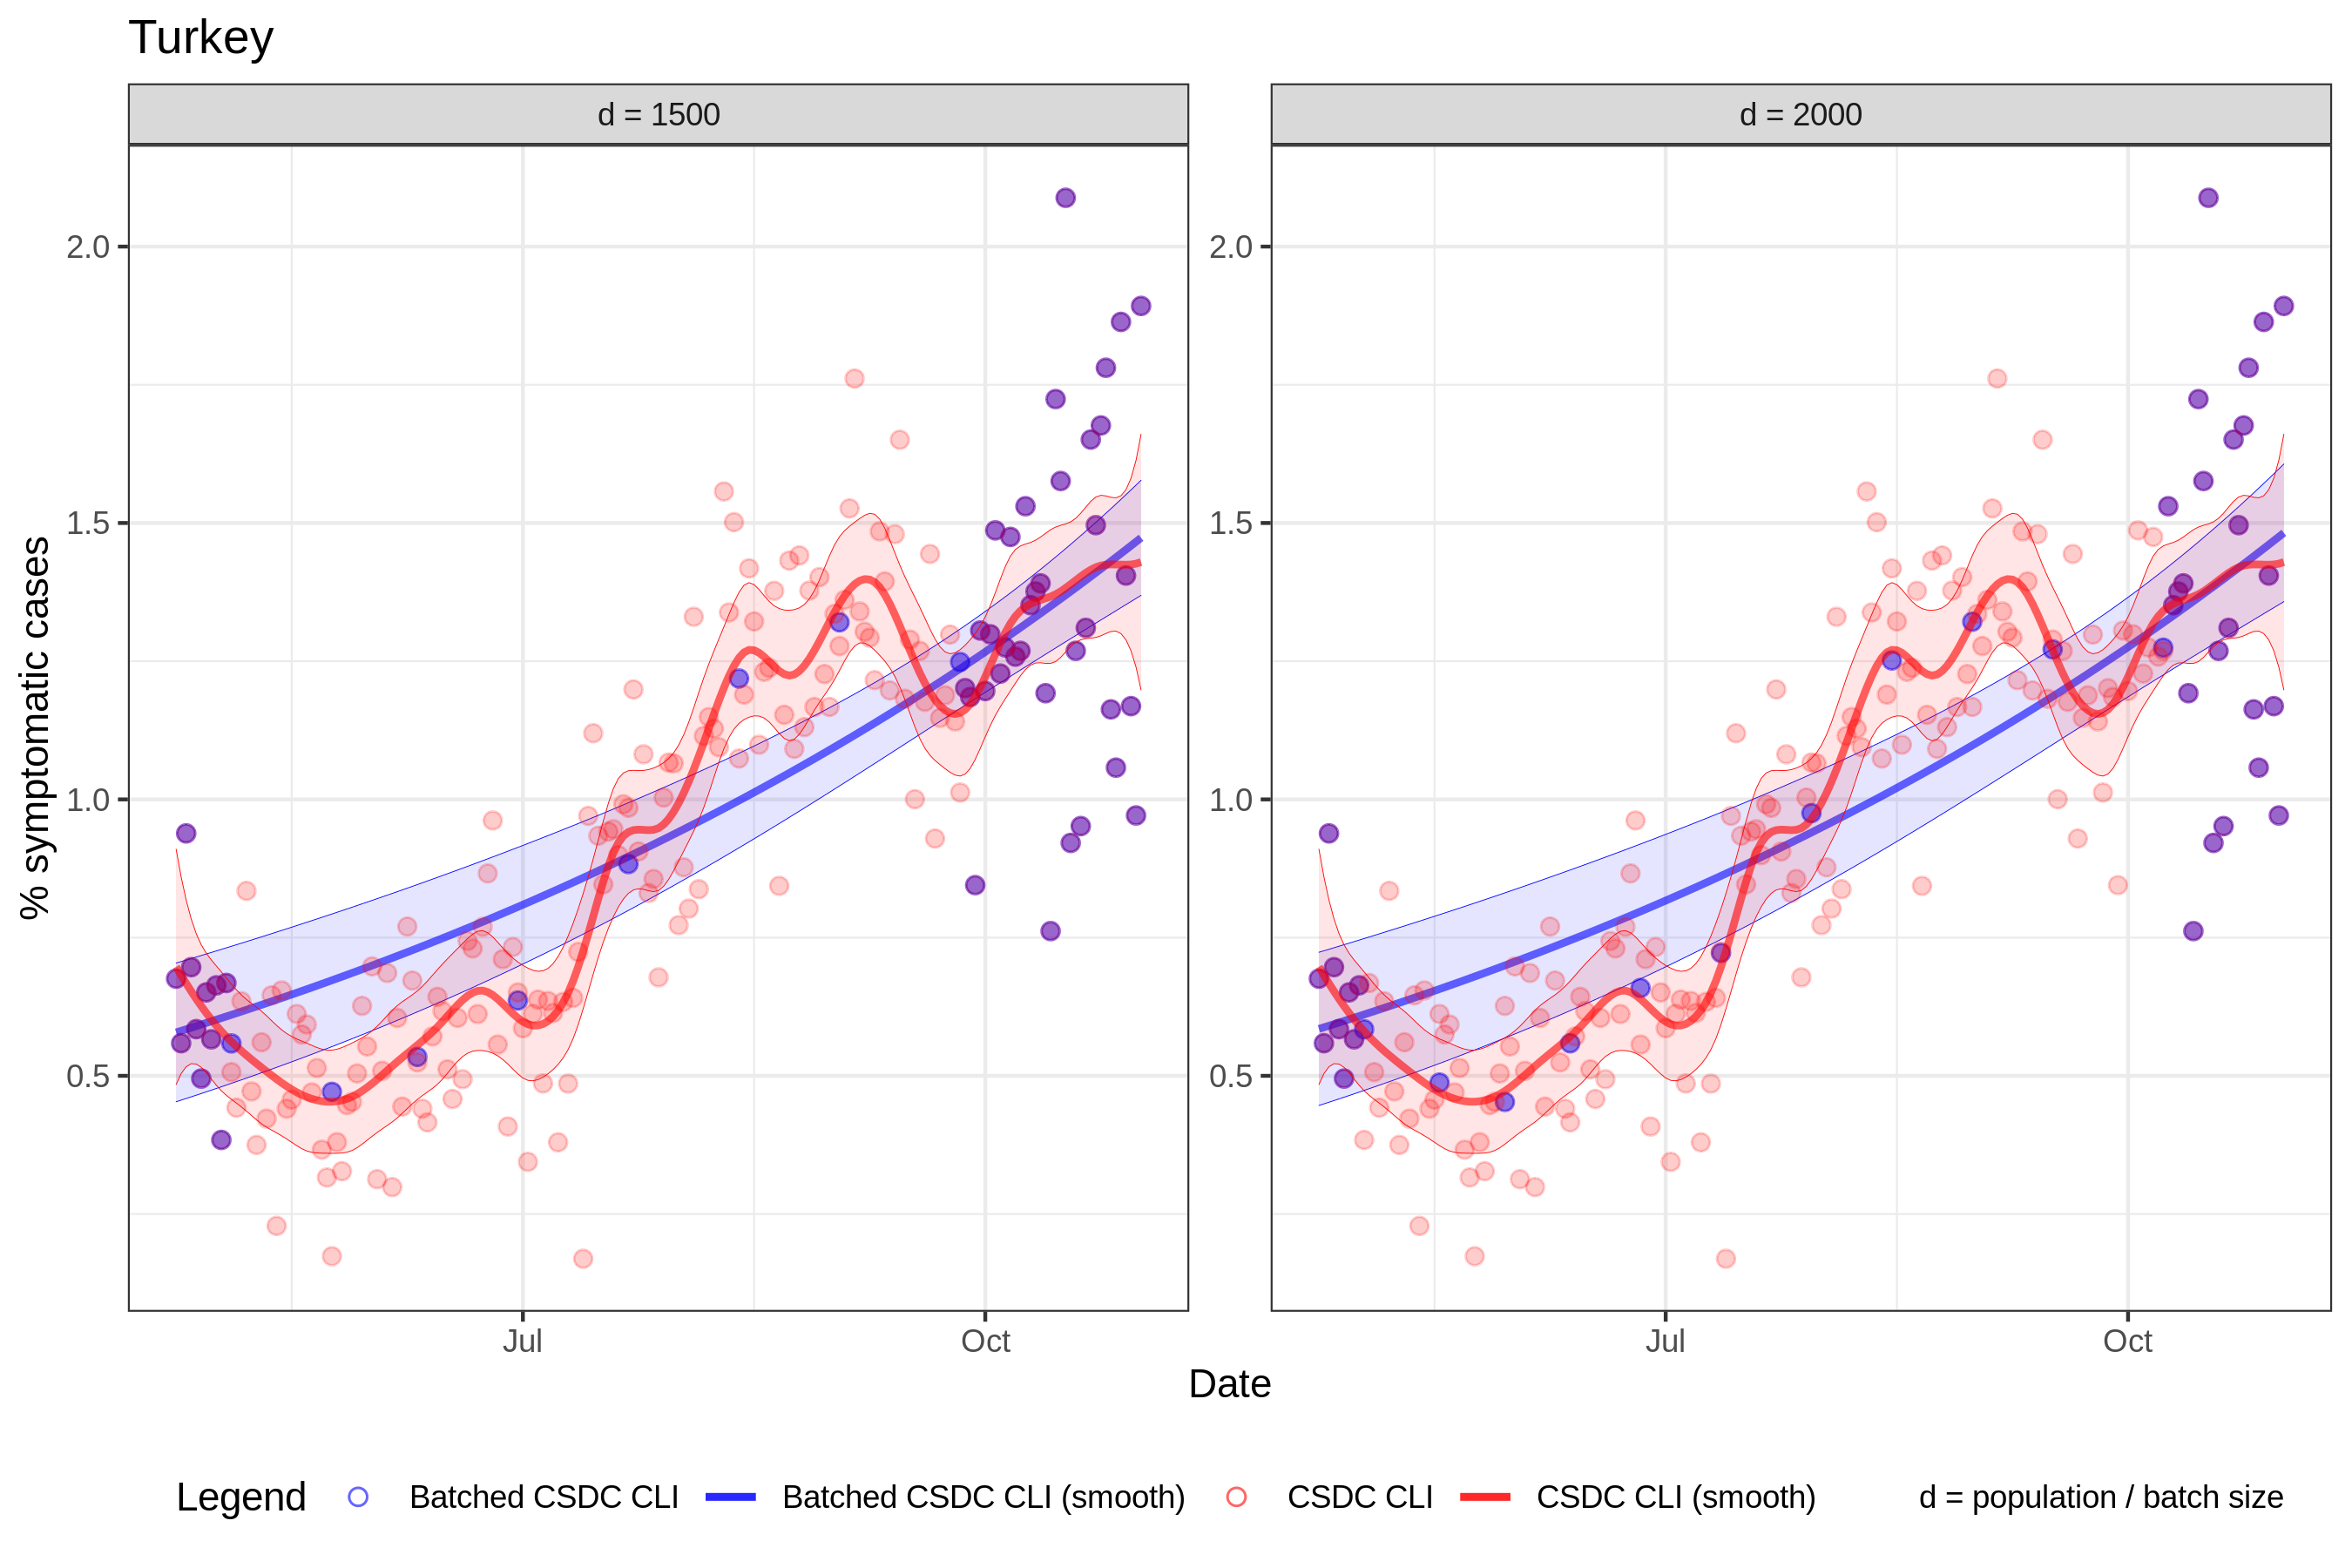 Turkey
d = 1500
d = 2000
% symptomatic cases
2.0
1.5
1.0
0.5
2.0
1.5
1.0
0.5
Jul
Oct
Jul
Oct
Date
Legend
Batched CSDC CLI
Batched CSDC CLI (smooth)
CSDC CLI
CSDC CLI (smooth)
d = population / batch size